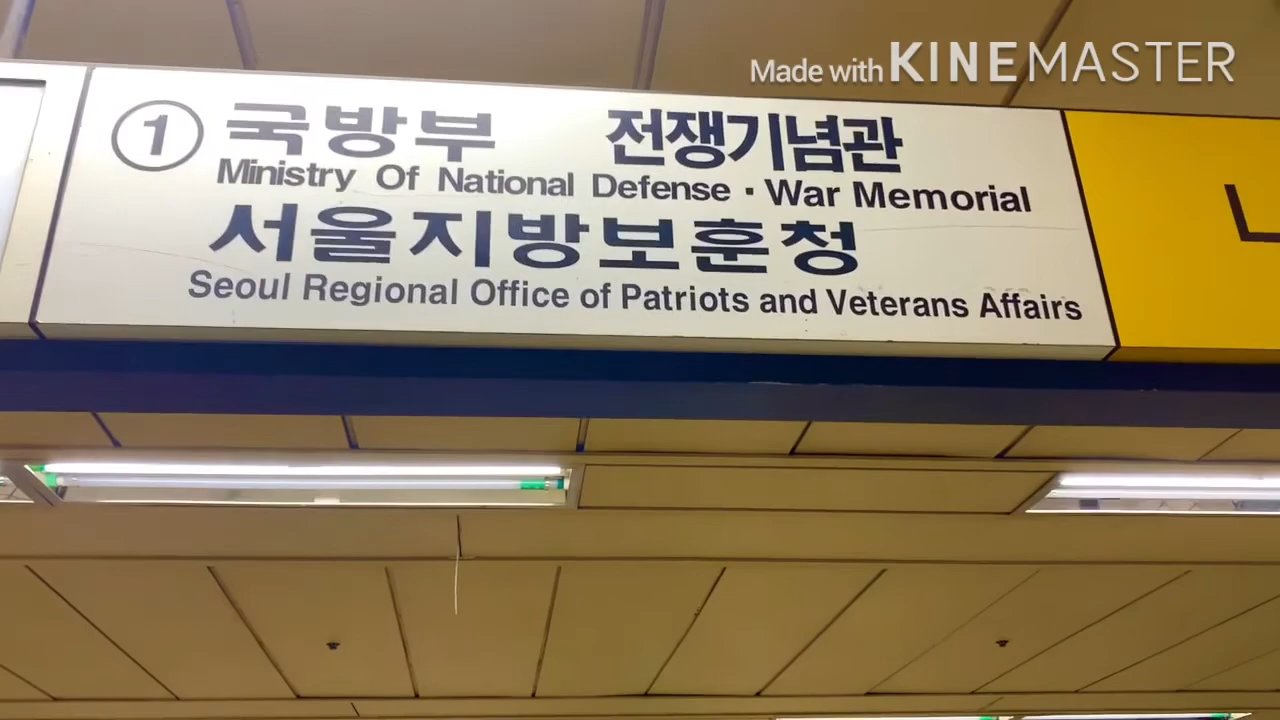 Made with KINEMASTER
1 국방부 전쟁기념관
Ministry Of National Defense · War Memorial
서울지방보훈청
Seoul Regional Office of Patriots and Veterans Affairs